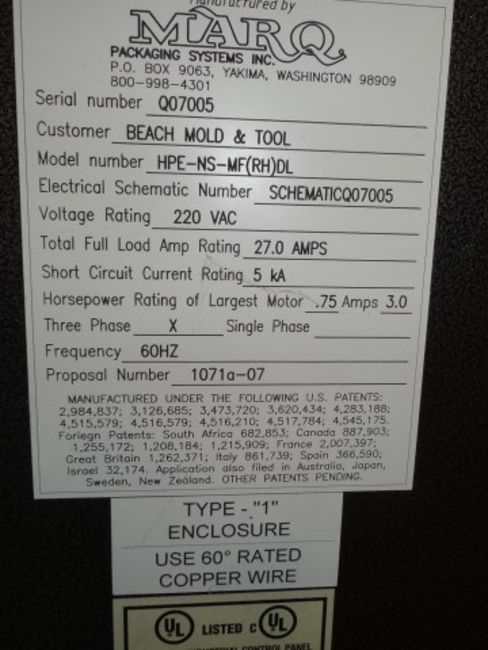 Manufactured by
MARQ
PACKAGING SYSTEMS INC.
P.O. BOX 9063, YAKIMA, WASHINGTON 98909
800-998-4301
Serial number Q07005
Customer BEACH MOLD & TOOL
Model number HPE-NS-MF(RH)DL
Electrical Schematic Number SCHEMATICQ07005
Voltage Rating 220 VAC
Total Full Load Amp Rating 27.0 AMPS
Short Circuit Current Rating 5 kA
Horsepower Rating of Largest Motor .75 Amps 3.0
Three Phase X Single Phase
Frequency 60HZ
Proposal Number 1071a-07
MANUFACTURED UNDER THE FOLLOWING U.S. PATENTS:
2,984,837; 3,126,685; 3,473,720; 3,620,434; 4,283,188;
4,515,579; 4,516,579; 4,516,210; 4,517,784; 4,545,175.
Foriegn Patents: South Africa 682,853; Canada 887,903;
1,255,172; 1,208,184; 1,215,909; France 2,007,397;
Great Britain 1,262,371; Italy 861,739; Spain 366,590;
Israel 32,174. Application also filed in Australia, Japan,
Sweden, New Zealand. OTHER PATENTS PENDING.
TYPE -."1"
ENCLOSURE
USE 60° RATED
COPPER WIRE
UL LISTED C UL
INDUSTRIAL CONTROL PANEL